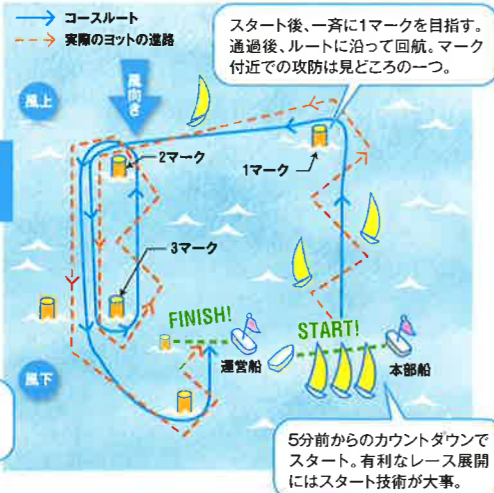 コースルート
実際のヨットの進路
スタート後、一斉に1マークを目指す。
通過後、ルートに沿って回航。マーク
付近での攻防は見どころの一つ。
風上
風向き
2マーク
1マーク
3マーク
FINISH!
START!
運営船
本部船
風下
5分前からのカウントダウンで
スタート。有利なレース展開
にはスタート技術が大事。